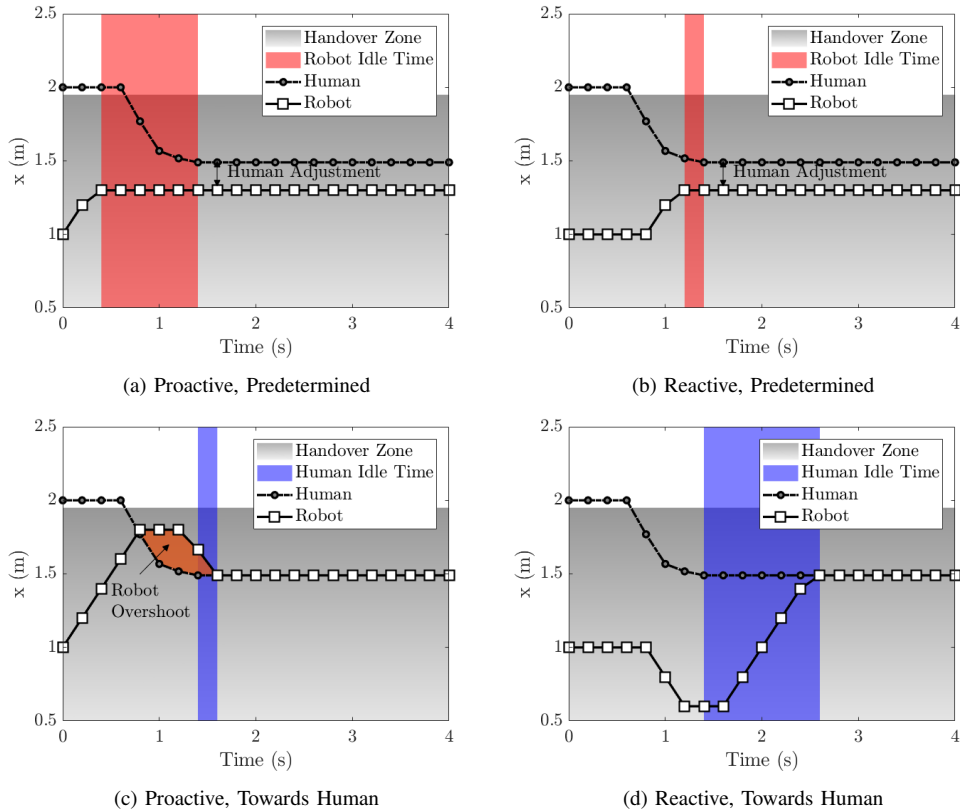 2.5
2
1.5
1
0.5
x (m)
Handover Zone
Robot Idle Time
Human
Robot
Human Adjustment
0 1 2 3 4
Time (s)
(a) Proactive, Predetermined
2.5
2
1.5
1
0.5
x (m)
Handover Zone
Robot Idle Time
Human
Robot
Human Adjustment
0 1 2 3 4
Time (s)
(b) Reactive, Predetermined
2.5
2
1.5
1
0.5
x (m)
Handover Zone
Human Idle Time
Human
Robot
Robot
Overshoot
0 1 2 3 4
Time (s)
(c) Proactive, Towards Human
2.5
2
1.5
1
0.5
x (m)
Handover Zone
Human Idle Time
Human
Robot
0 1 2 3 4
Time (s)
(d) Reactive, Towards Human